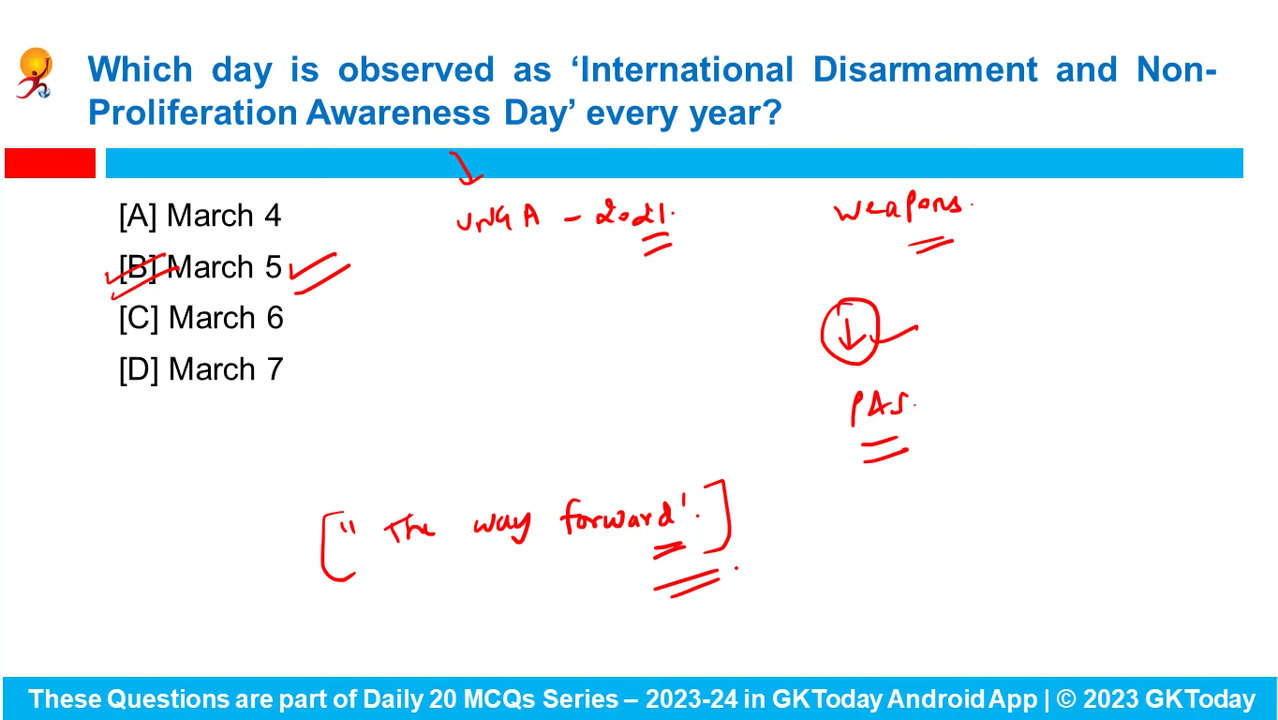 Which day is observed as ‘International Disarmament and Non-
Proliferation Awareness Day’ every year?
[A] March 4
UNGA - 2021.
weapons.
[B] March 5
[C] March 6
[D] March 7
PAS.
"The way forward'.
These Questions are part of Daily 20 MCQs Series – 2023-24 in GKToday Android App | © 2023 GKToday